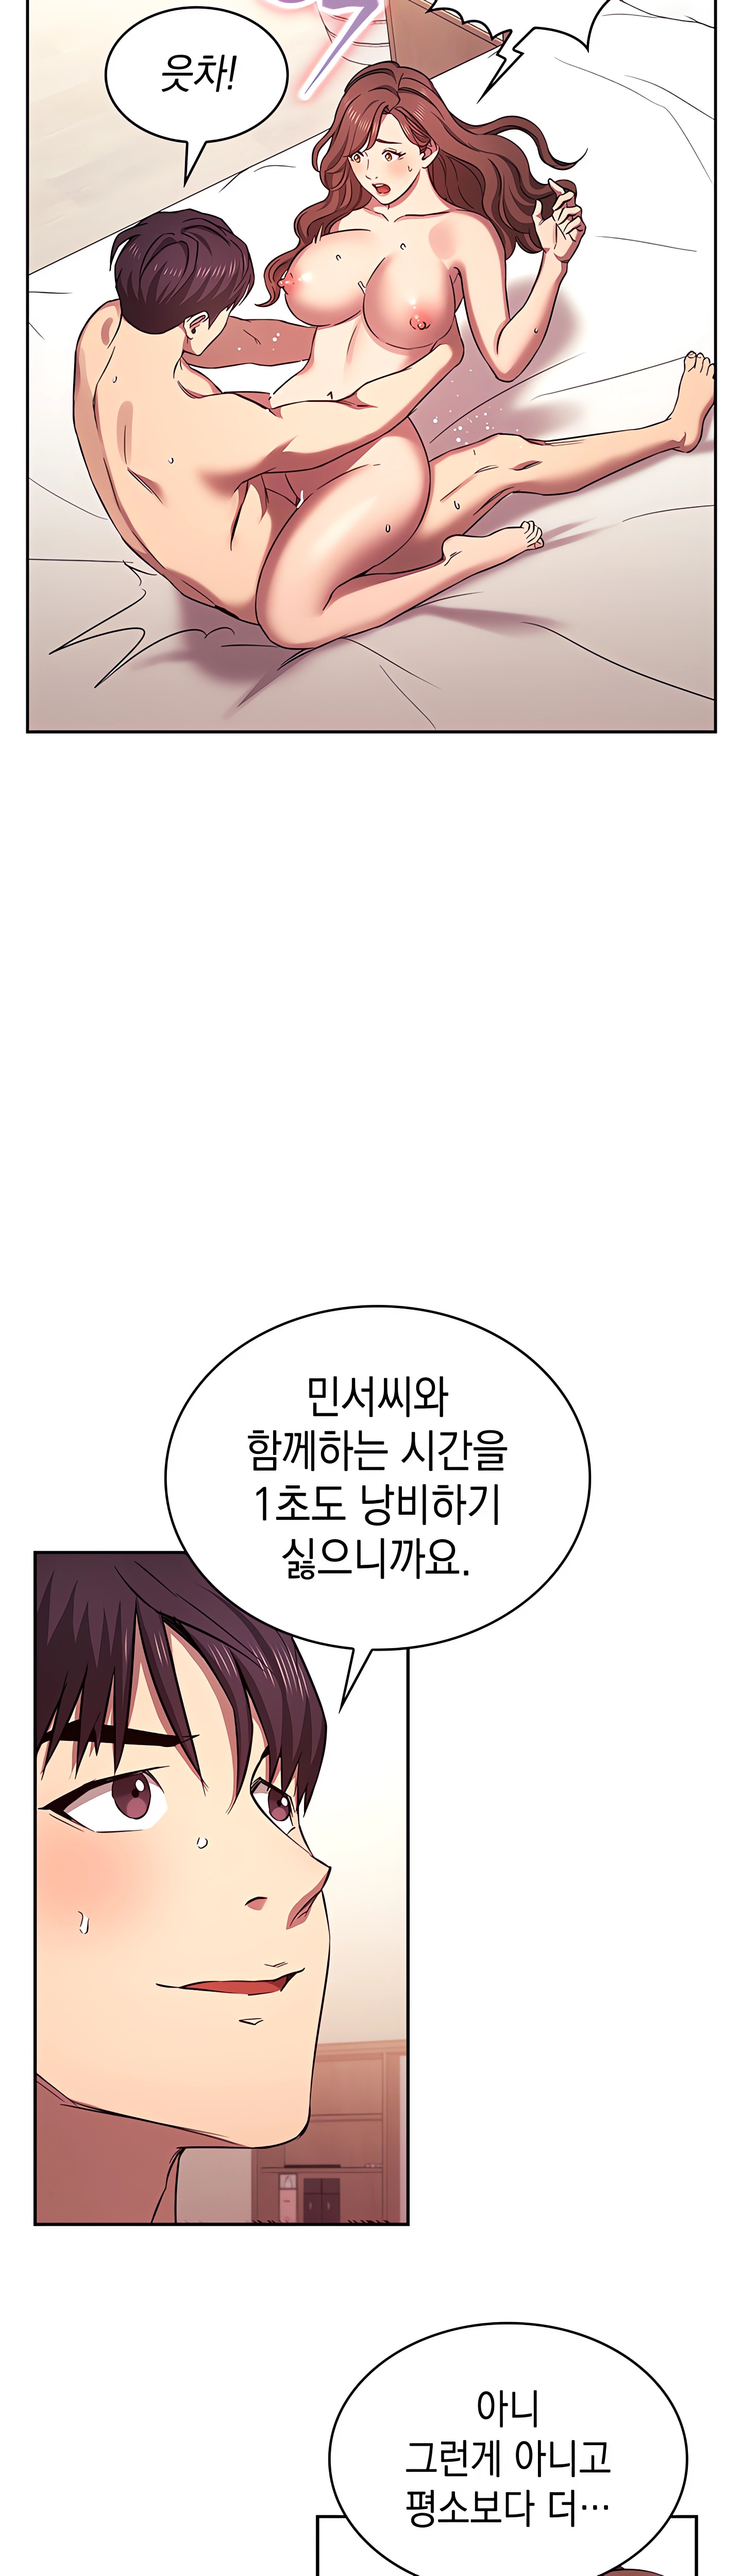 읏차!
민서씨와
함께하는 시간을
1초도 낭비하기
싫으니까요.
아니
그런게 아니고
평소보다 더…